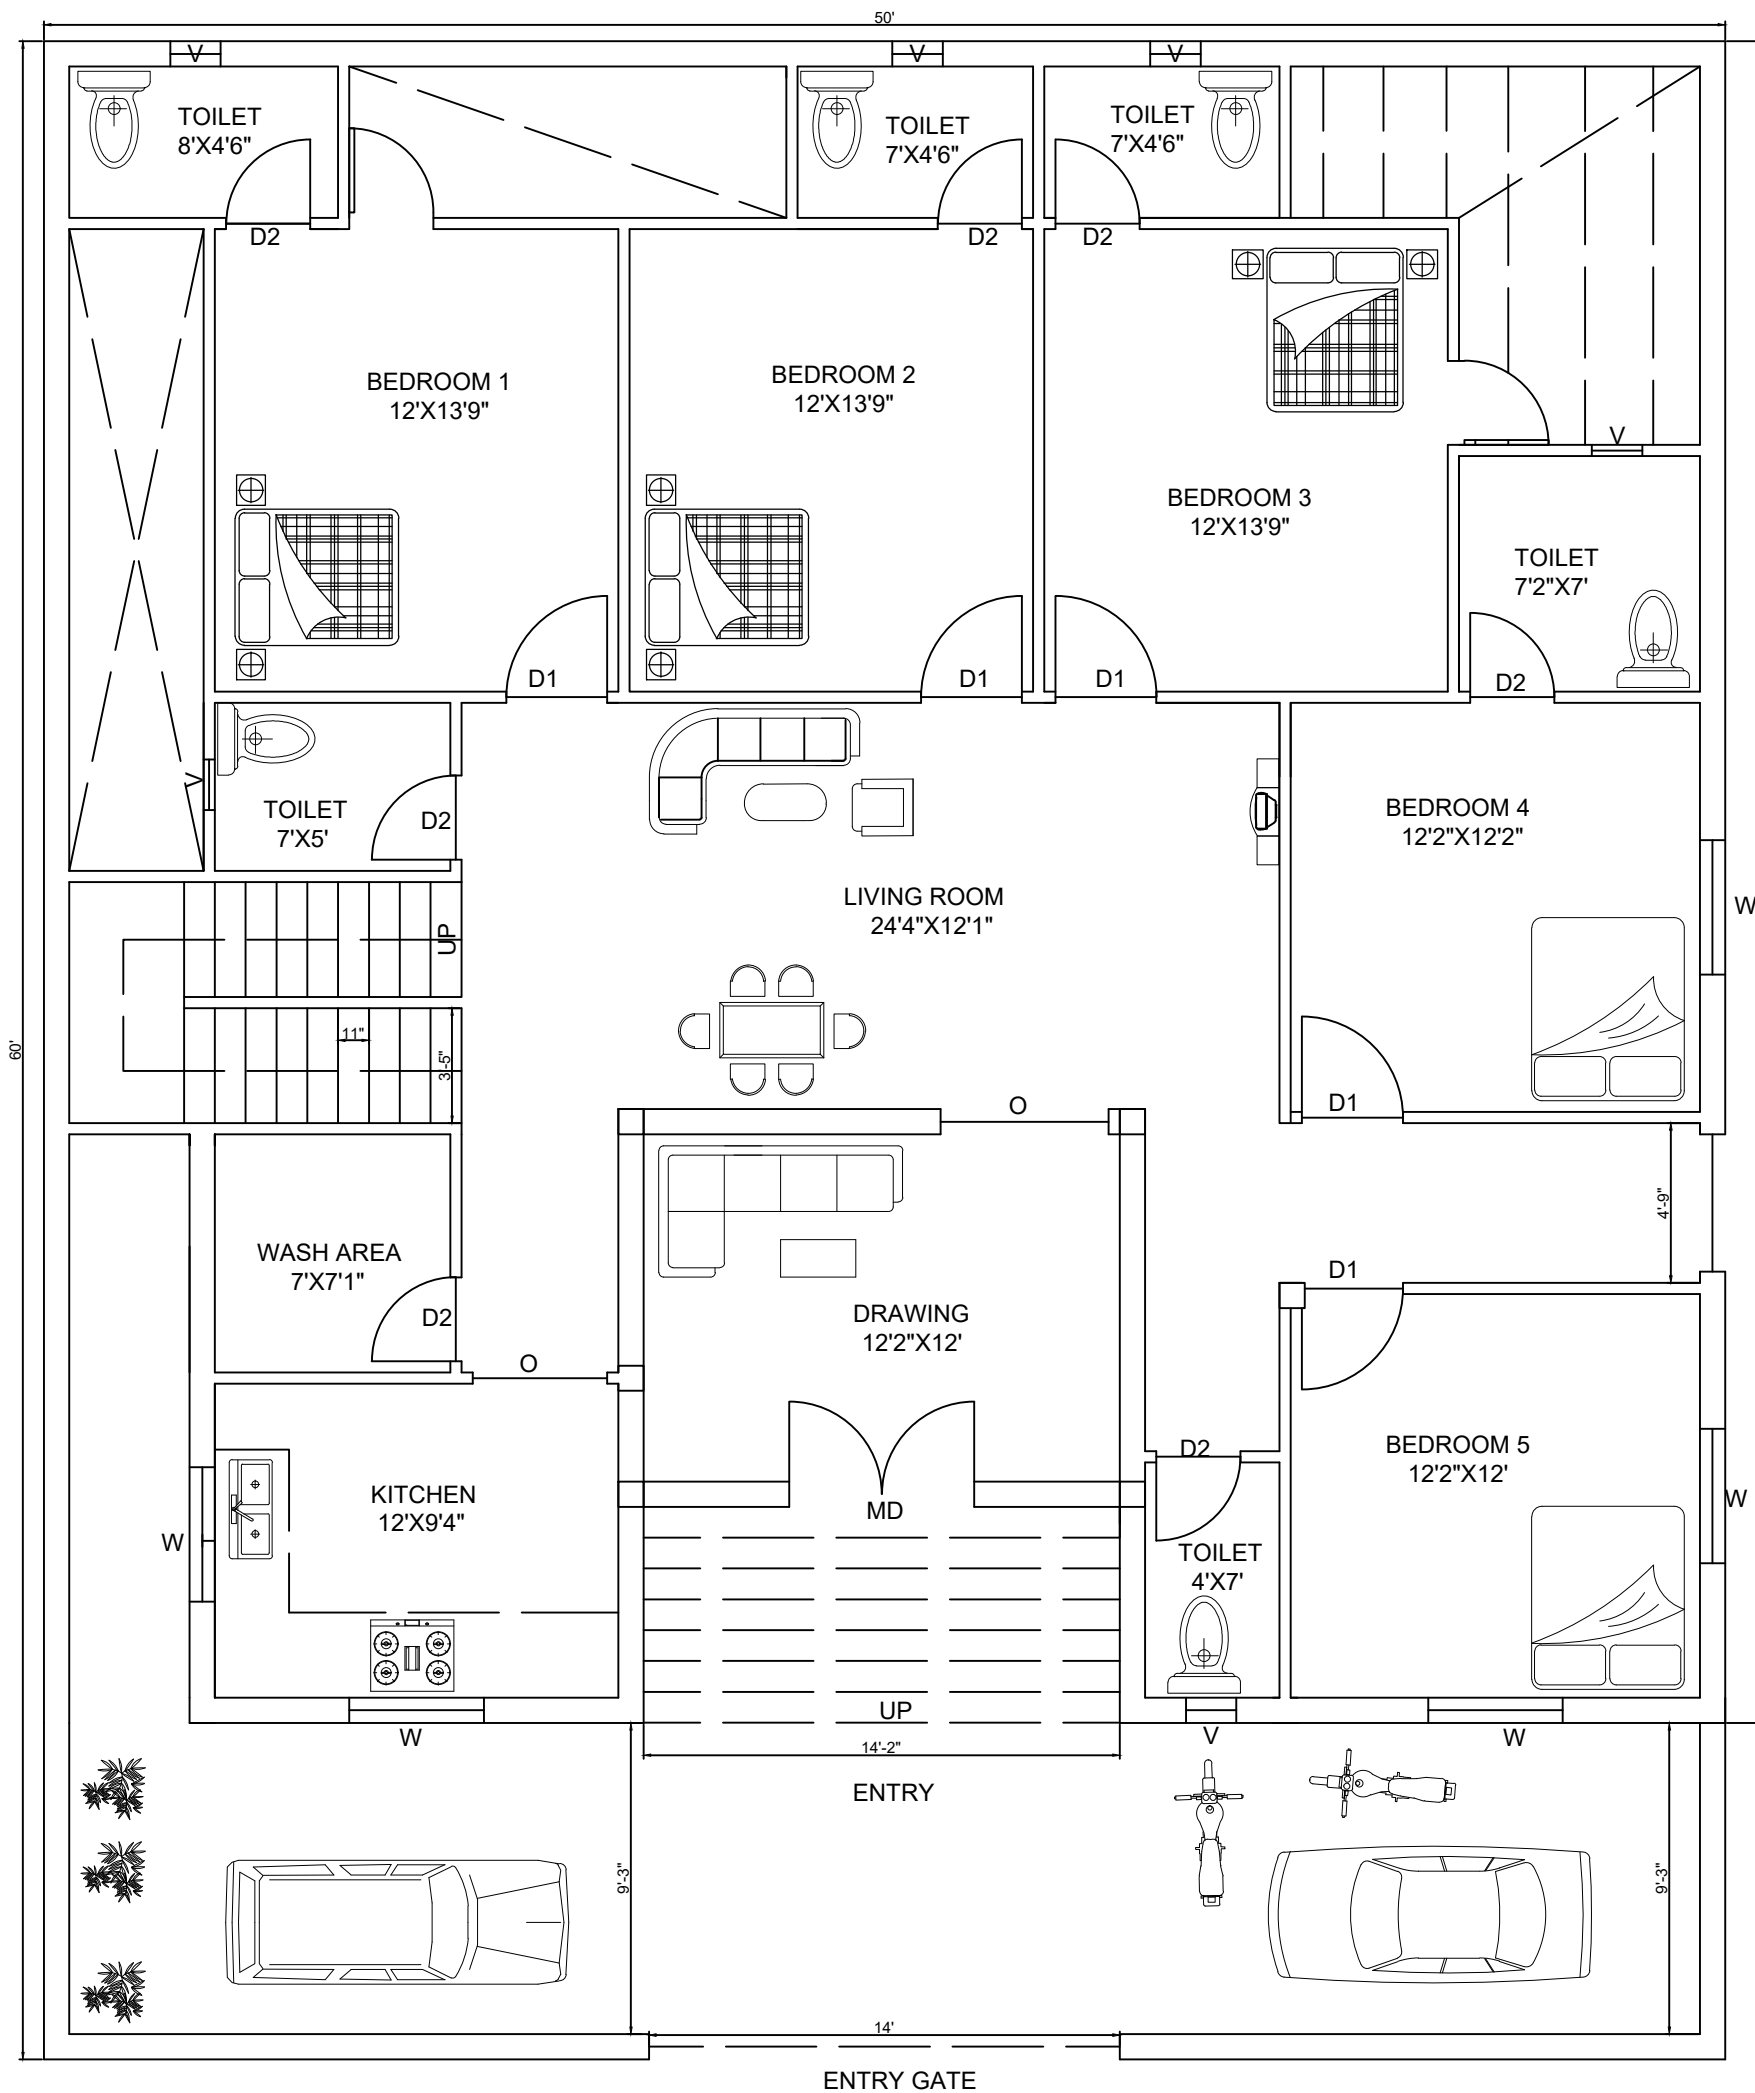 50'
V
V
V
TOILET
8'X4'6"
TOILET
7'X4'6"
TOILET
7'X4'6"
D2
D2
D2
BEDROOM 1
12'X13'9"
BEDROOM 2
12'X13'9"
BEDROOM 3
12'X13'9"
V
TOILET
7'2"X7'
D1
D1
D1
D2
V
TOILET
7'X5'
D2
BEDROOM 4
12'2"X12'2"
W
LIVING ROOM
24'4"X12'1"
UP
11"
3'-5"
60'
O
D1
4'-9"
WASH AREA
7'X7'1"
D2
D1
DRAWING
12'2"X12'
O
D2
BEDROOM 5
12'2"X12'
W
KITCHEN
12'X9'4"
W
MD
TOILET
4'X7'
UP
W
V
W
14'-2"
ENTRY
9'-3"
9'-3"
14'
ENTRY GATE